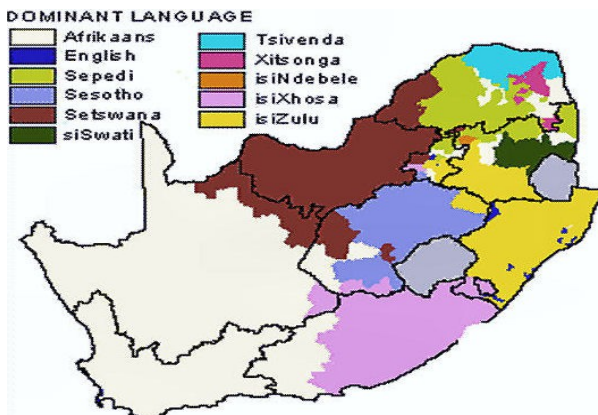 DOMINANT LANGUAGE
Afrikaans
English
Sepedi
Sesotho
Setswana
siSwati
Tsivenda
Xitsonga
isiNdebele
isiXhosa
isiZulu